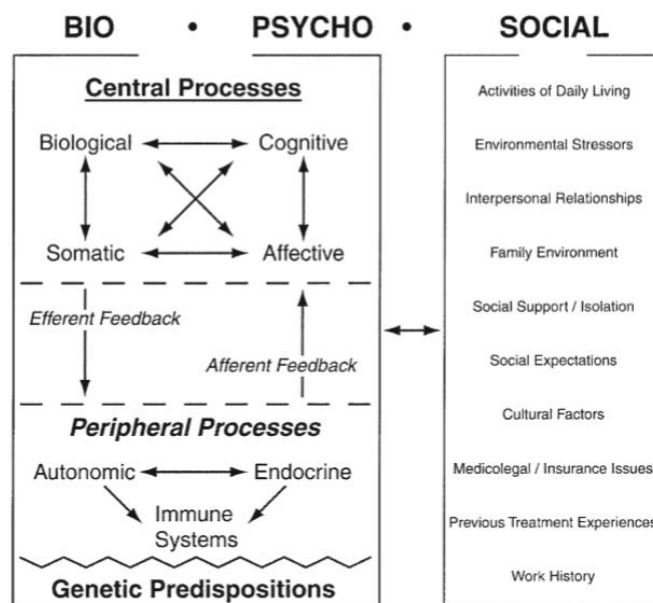 BIO • PSYCHO • SOCIAL
Central Processes
Biological Cognitive
Somatic Affective
Efferent Feedback
Afferent Feedback
Peripheral Processes
Autonomic Endocrine
Immune
Systems
Genetic Predispositions
Activities of Daily Living
Environmental Stressors
Interpersonal Relationships
Family Environment
Social Support / Isolation
Social Expectations
Cultural Factors
Medicolegal / Insurance Issues
Previous Treatment Experiences
Work History